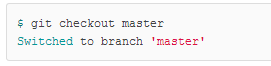 $ git checkout master
Switched to branch 'master'